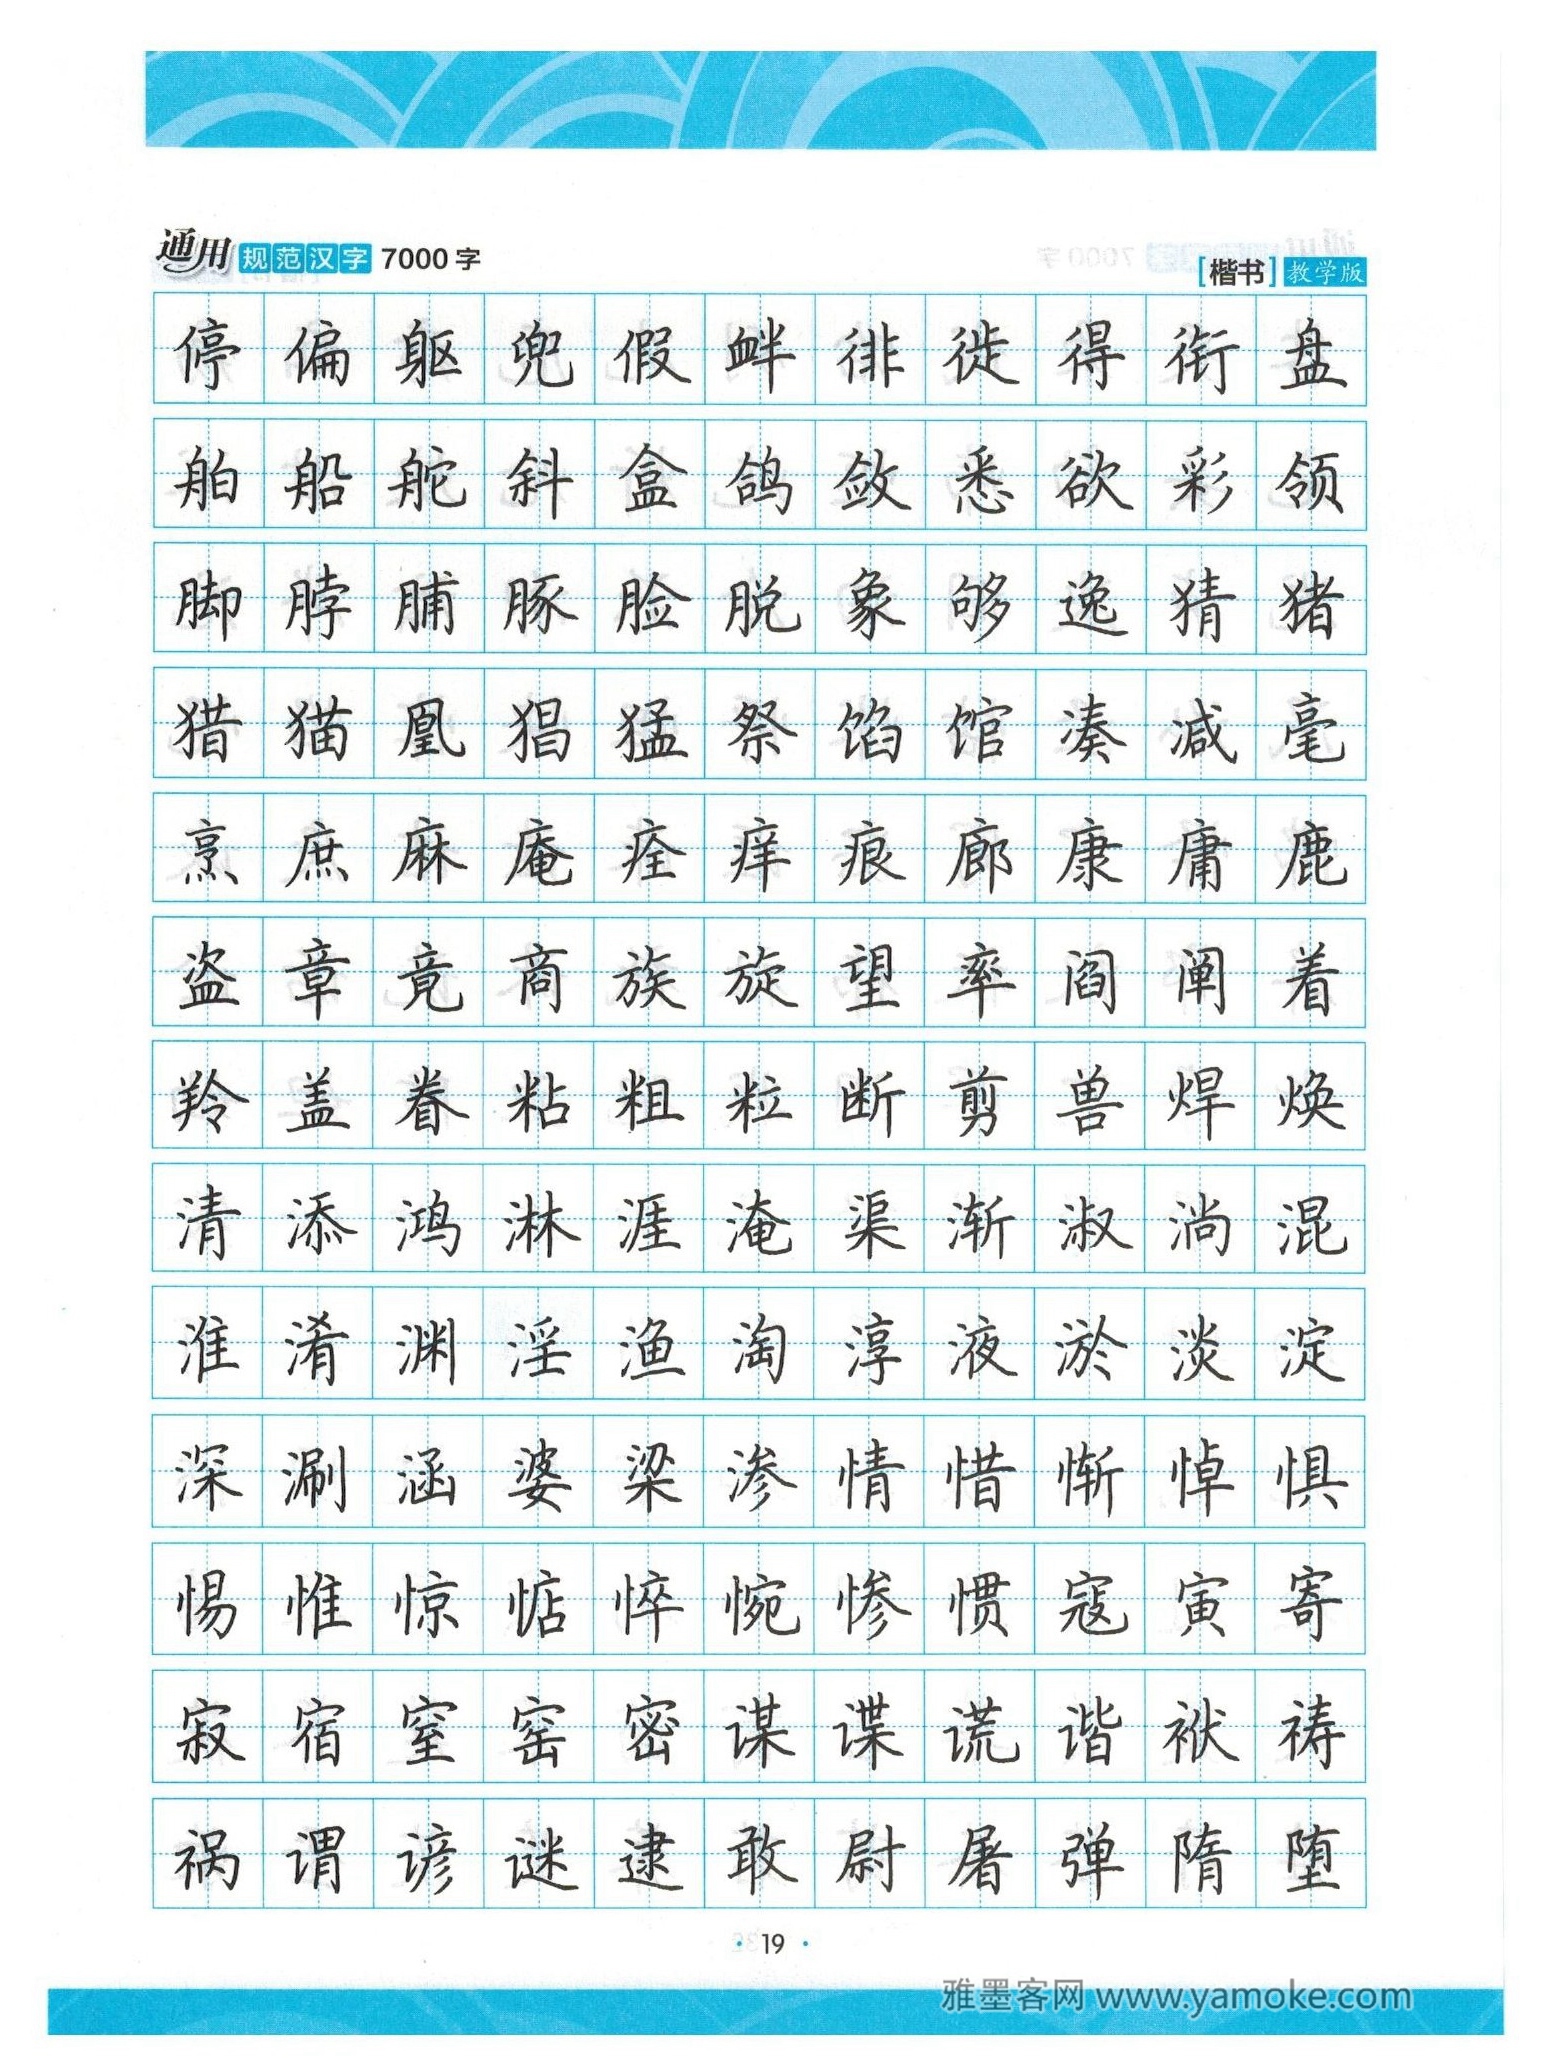 通用规范汉字 7000 字
[楷书] 教学版
停偏躯兜假衅徘徙得衔盘
舶船舵斜盒鸽敛悉欲彩领
脚脖脯豚脸脱象够逸猜猪
猎猫凰猖猛祭馅馆凑减毫
烹庶麻庵痊痒痕廊康庸鹿
盗章竟商族旋望率阎阐着
羚盖眷粘粗粒断剪兽焊焕
清添鸿淋涯淹渠渐淑淌混
淮淆渊淫渔淘淳液淤淡淀
深涮涵婆梁渗情惜惭悼惧
惕惟惊惦悴惋惨惯寇寅寄
寂宿窒窑密谋谍谎谐袱祷
祸谓谚谜逮敢尉屠弹隋堕
· 19 ·
雅墨客网 www.yamoke.com